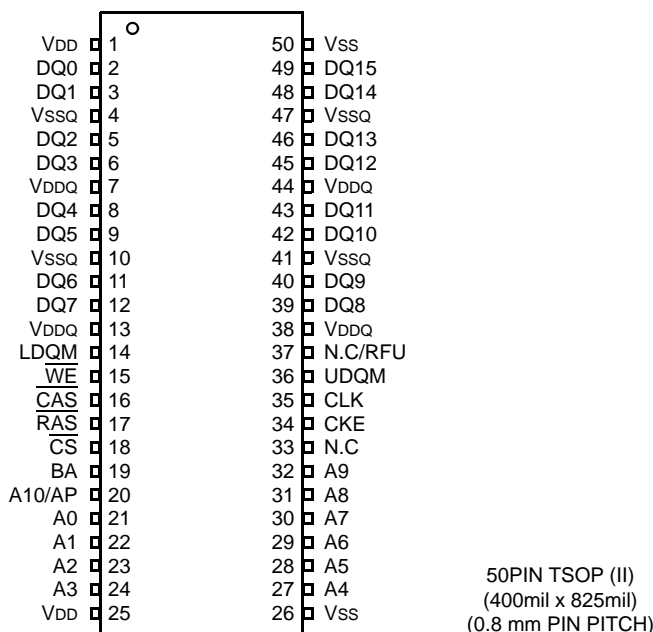 VDD 1 50 VSS
DQ0 2 49 DQ15
DQ1 3 48 DQ14
VSSQ 4 47 VSSQ
DQ2 5 46 DQ13
DQ3 6 45 DQ12
VDDQ 7 44 VDDQ
DQ4 8 43 DQ11
DQ5 9 42 DQ10
VSSQ 10 41 VSSQ
DQ6 11 40 DQ9
DQ7 12 39 DQ8
VDDQ 13 38 VDDQ
LDQM 14 37 N.C/RFU
W̅E̅ 15 36 UDQM
C̅A̅S̅ 16 35 CLK
R̅A̅S̅ 17 34 CKE
C̅S̅ 18 33 N.C
BA 19 32 A9
A10/AP 20 31 A8
A0 21 30 A7
A1 22 29 A6
A2 23 28 A5
A3 24 27 A4
VDD 25 26 VSS
50PIN TSOP (II)
(400mil x 825mil)
(0.8 mm PIN PITCH)